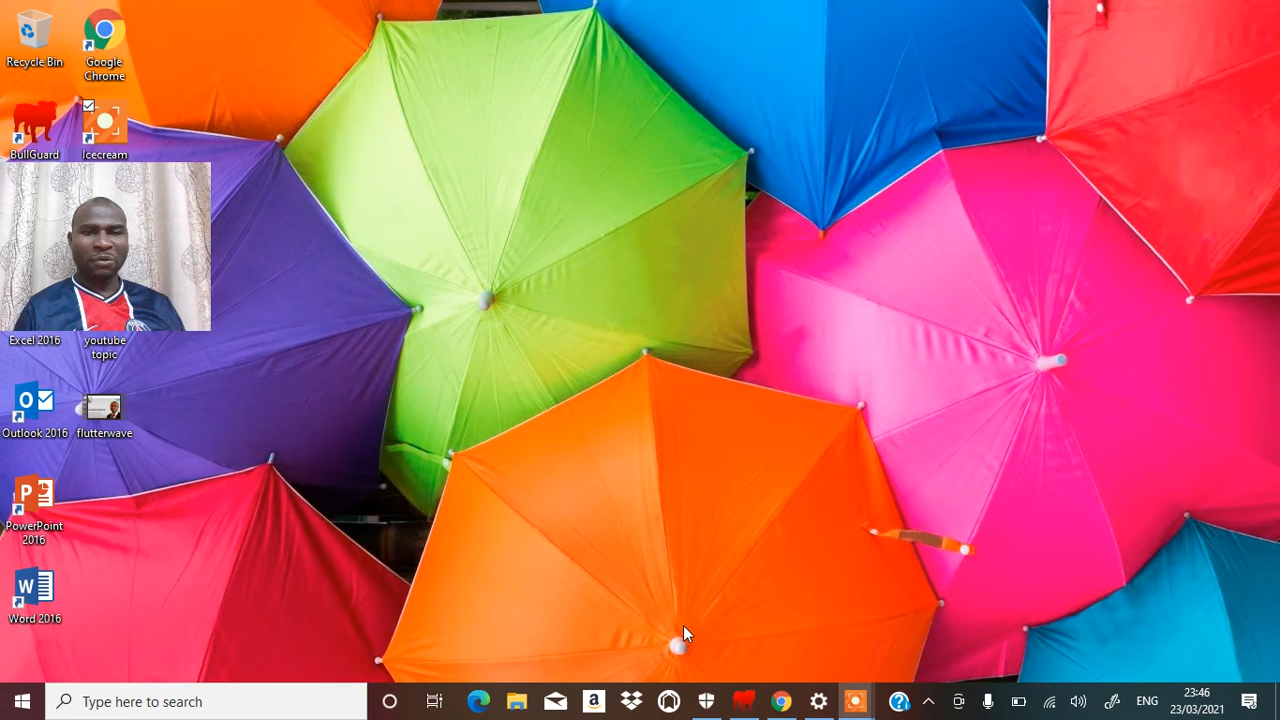 Recycle Bin
Google
Chrome
BullGuard
Icecream
Excel 2016
youtube
topic
Outlook 2016
flutterwave
PowerPoint
2016
Word 2016
Type here to search
ENG
23:46
23/03/2021